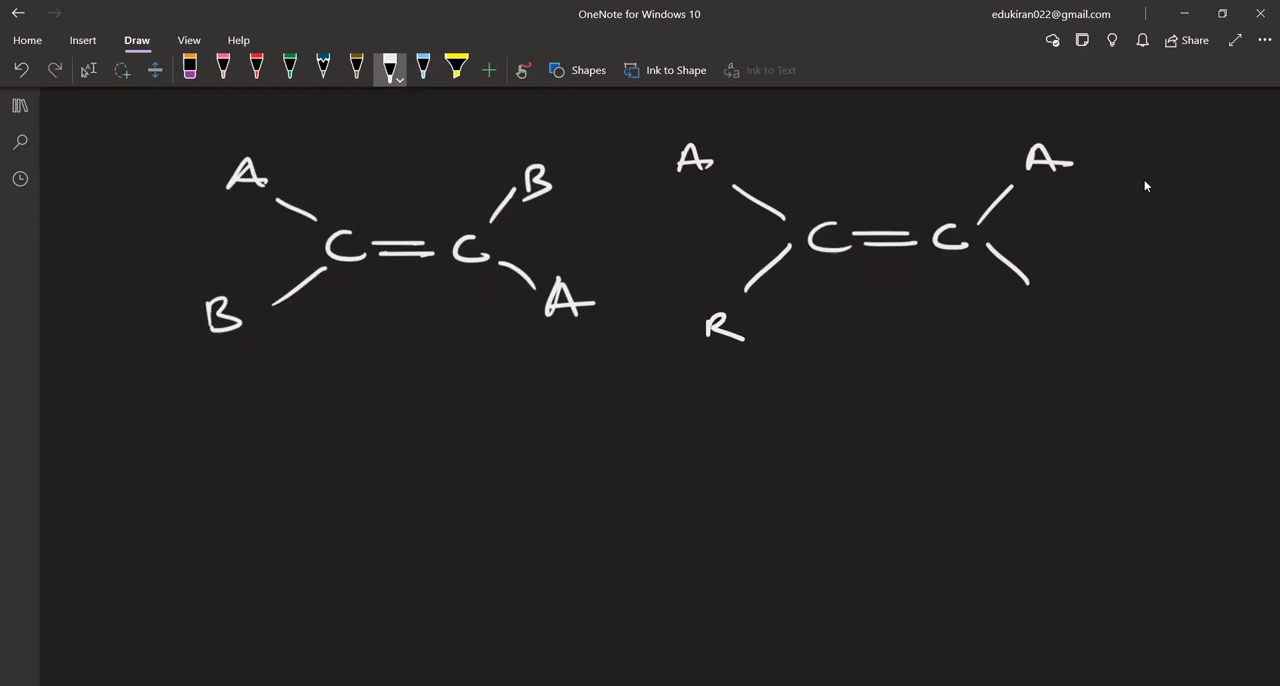 OneNote for Windows 10
edukiran022@gmail.com
Home Insert Draw View Help
Share
Shapes Ink to Shape Ink to Text
A B A A
C = C C = C
B A R